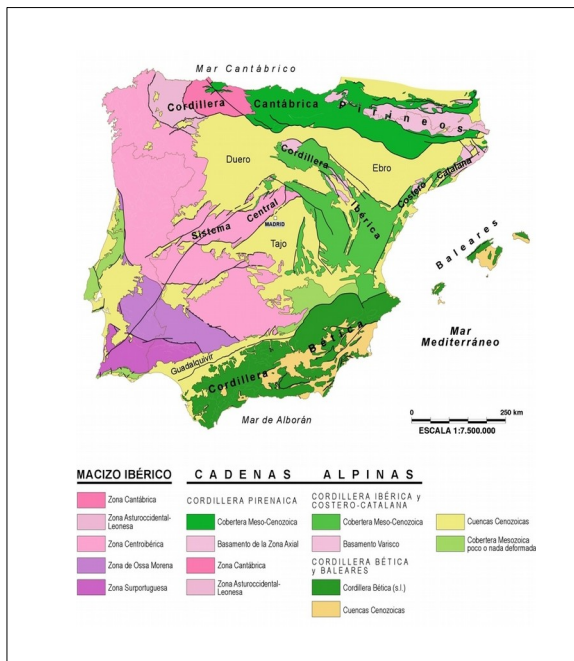 Mar Cantábrico
Cordillera Cantábrica
Pirineos
Duero
Cordillera Ibérica
Ebro
Costero Catalana
Sistema Central
MADRID
Tajo
Baleares
Mar
Mediterráneo
Guadalquivir
Cordillera Bética
Mar de Alborán
0 250 km
ESCALA 1:7.500.000
MACIZO IBÉRICO
Zona Cantábrica
Zona Asturoccidental-
Leonesa
Zona Centroibérica
Zona de Ossa Morena
Zona Surportuguesa
CADENAS ALPINAS
CORDILLERA PIRENAICA
Cobertera Meso-Cenozoica
Basamento de la Zona Axial
Zona Cantábrica
Zona Asturoccidental-
Leonesa
CORDILLERA IBÉRICA y
COSTERO-CATALANA
Cobertera Meso-Cenozoica
Basamento Varisco
CORDILLERA BÉTICA
y BALEARES
Cordillera Bética (s.l.)
Cuencas Cenozoicas
Cuencas Cenozoicas
Cobertera Mesozoica
poco o nada deformada